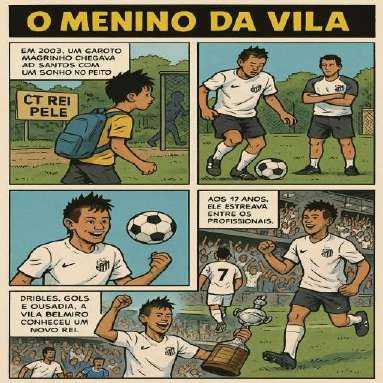 O MENINO DA VILA
EM 2003, UM GAROTO
MAGRINHO CHEGAVA
AO SANTOS COM
UM SONHO NO PEITO
CT REI
PELE
AOS 17 ANOS,
ELE ESTREAVA
ENTRE OS
PROFISSIONAIS.
7
DRIBLES, GOLS
E OUSADIA, A
VILA BELMIRO
CONHECEU UM
NOVO REI.